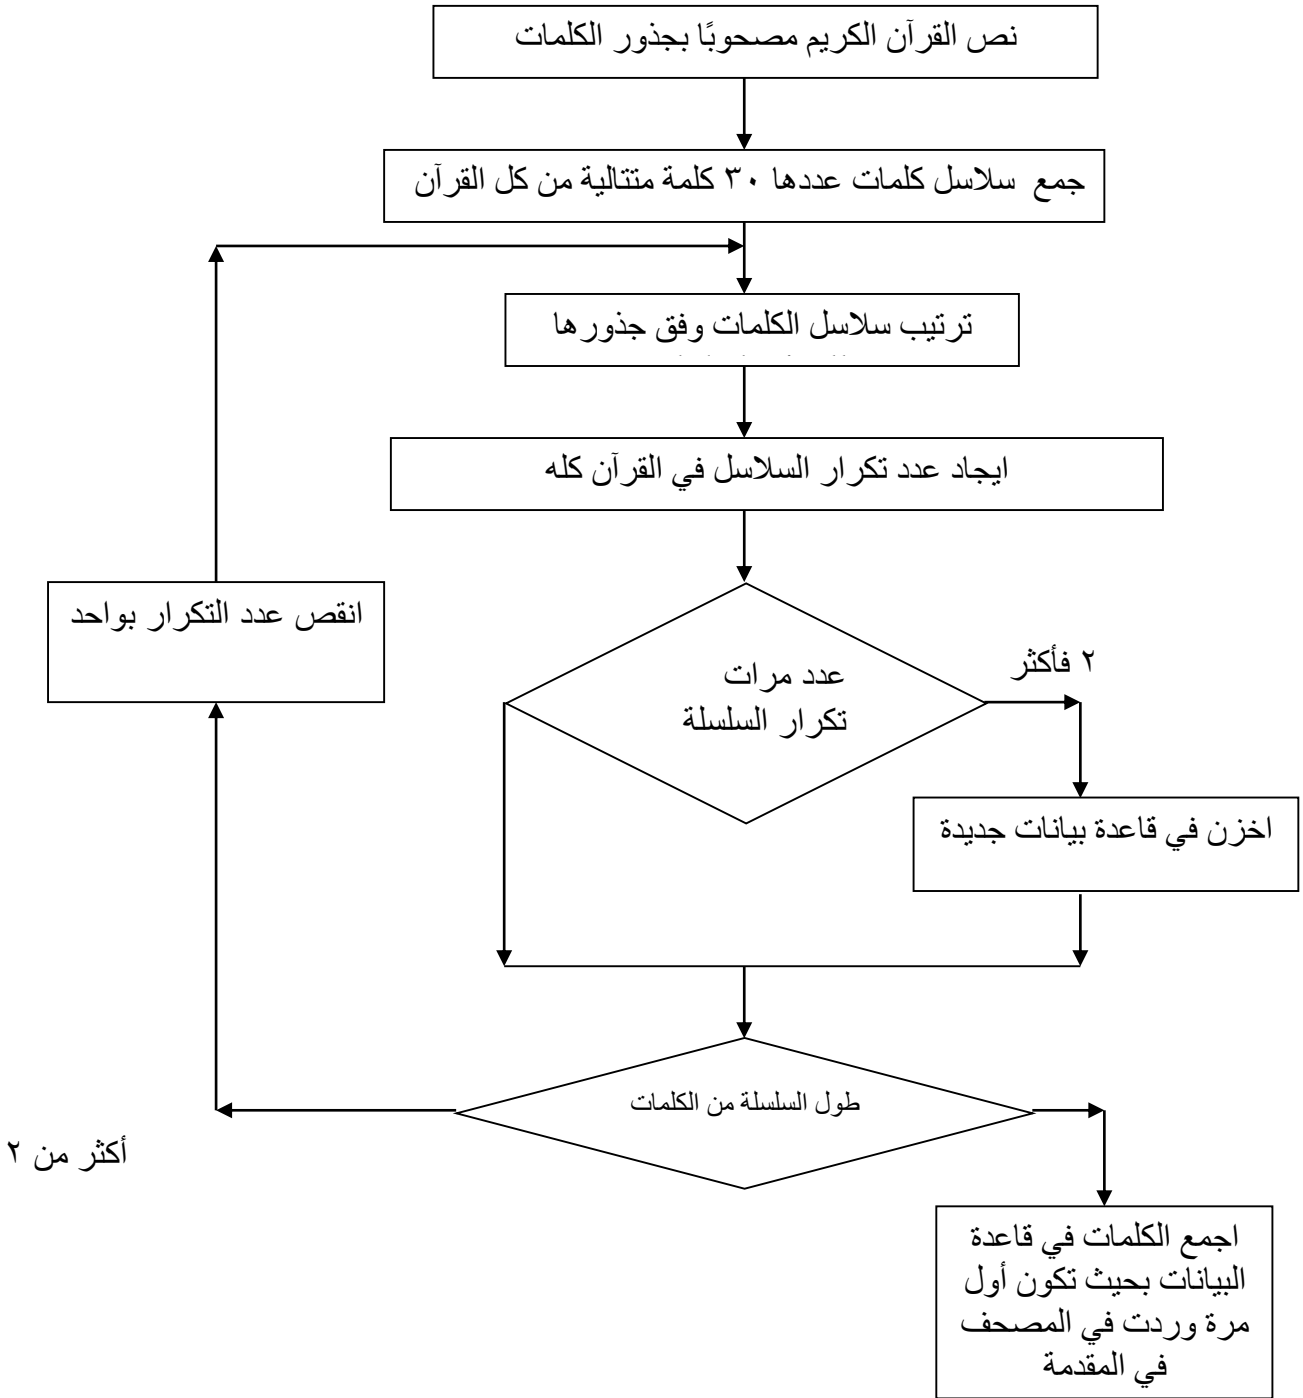 نص القرآن الكريم مصحوبًا بجذور الكلمات
جمع سلاسل كلمات عددها ٣٠ كلمة متتالية من كل القرآن
ترتيب سلاسل الكلمات وفق جذورها
ايجاد عدد تكرار السلاسل في القرآن كله
انقص عدد التكرار بواحد
عدد مرات
تكرار السلسلة
٢ فأكثر
اخزن في قاعدة بيانات جديدة
طول السلسلة من الكلمات
أكثر من ٢
اجمع الكلمات في قاعدة
البيانات بحيث تكون أول
مرة وردت في المصحف
في المقدمة